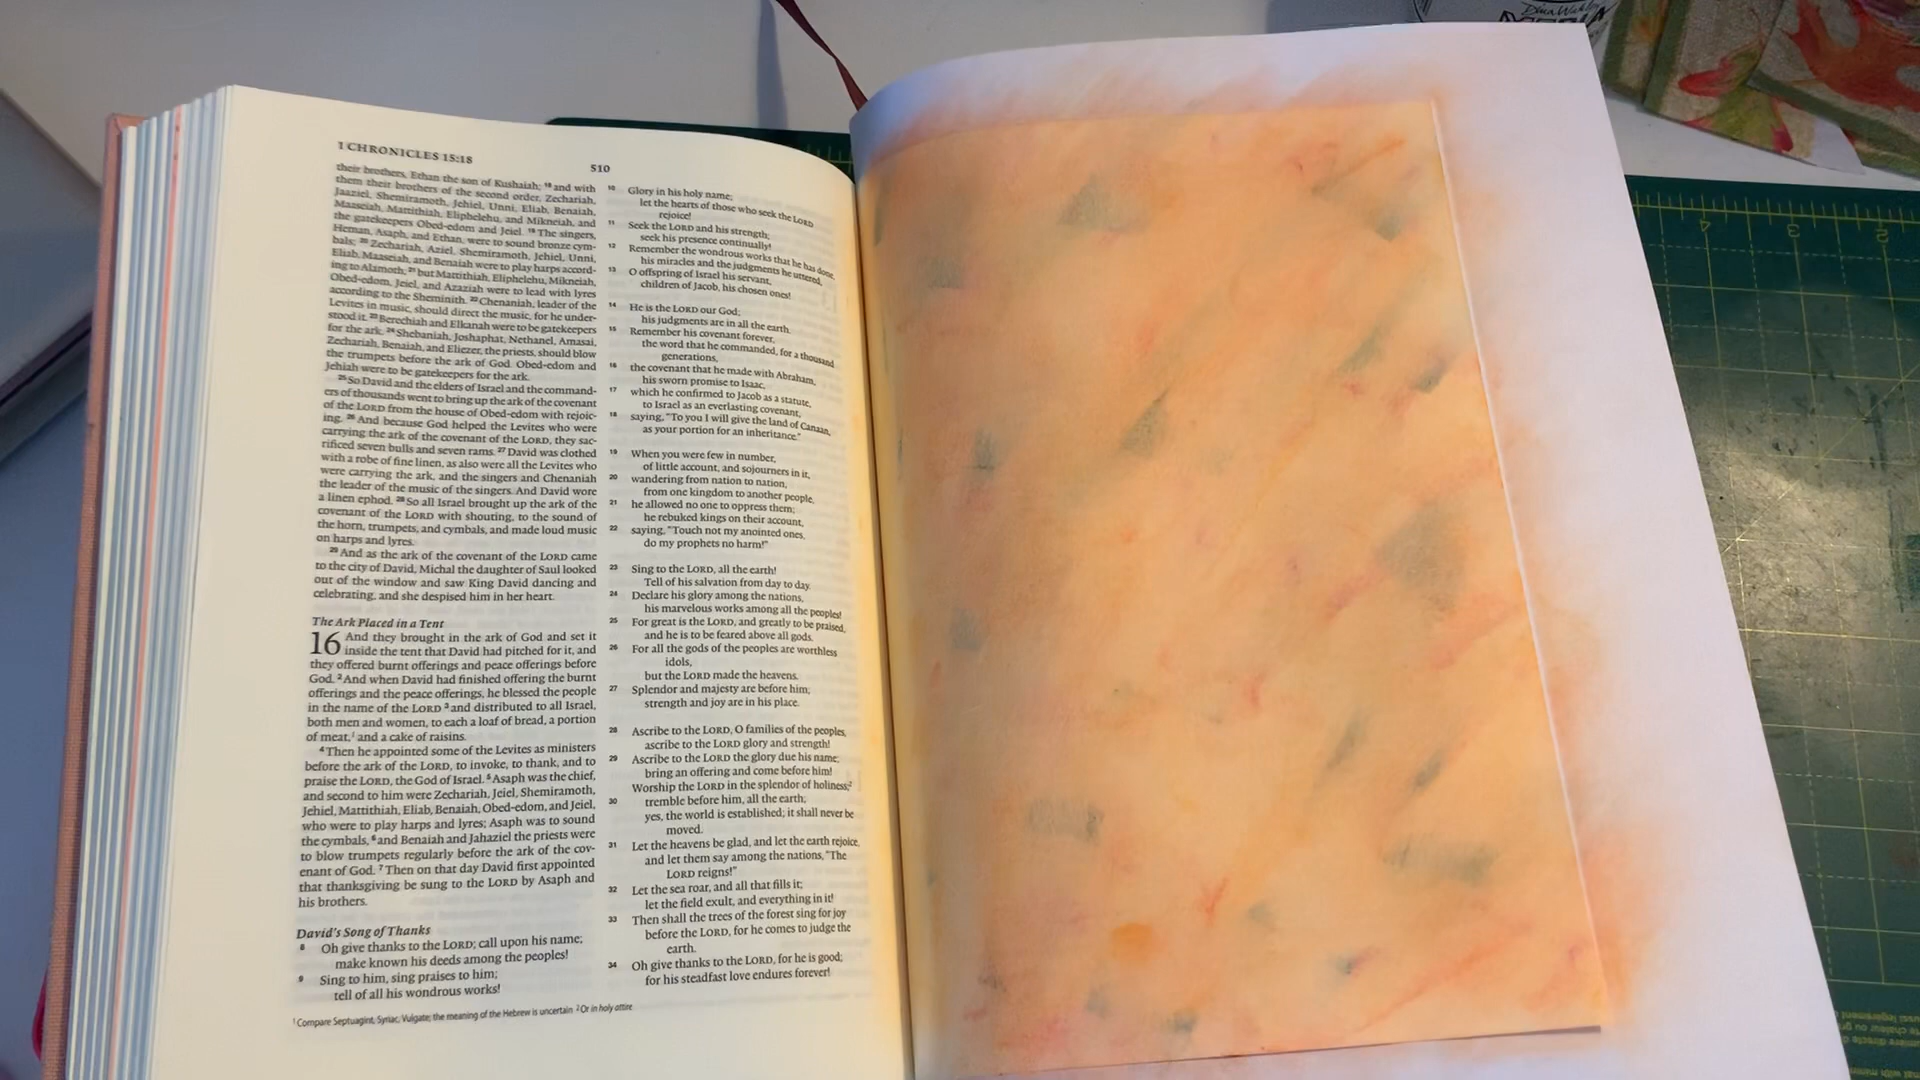 1 CHRONICLES 15:18
510
their brothers, Ethan the son of Kushaiah; 18 and with
them their brothers of the second order, Zechariah,
Jaaziel, Shemiramoth, Jehiel, Unni, Eliab, Benaiah,
Maaseiah, Mattithiah, Eliphelehu, and Mikneiah, and
the gatekeepers Obed-edom and Jeiel. 19 The singers,
Heman, Asaph, and Ethan, were to sound bronze cym-
bals; 20 Zechariah, Aziel, Shemiramoth, Jehiel, Unni,
Eliab, Maaseiah, and Benaiah were to play harps accord-
ing to Alamoth; 21 but Mattithiah, Eliphelehu, Mikneiah,
Obed-edom, Jeiel, and Azaziah were to lead with lyres
according to the Sheminith. 22 Chenaniah, leader of the
Levites in music, should direct the music, for he under-
stood it. 23 Berechiah and Elkanah were to be gatekeepers
for the ark. 24 Shebaniah, Joshaphat, Nethanel, Amasai,
Zechariah, Benaiah, and Eliezer, the priests, should blow
the trumpets before the ark of God. Obed-edom and
Jehiah were to be gatekeepers for the ark.
25 So David and the elders of Israel and the command-
ers of thousands went to bring up the ark of the covenant
of the LORD from the house of Obed-edom with rejoic-
ing. 26 And because God helped the Levites who were
carrying the ark of the covenant of the LORD, they sac-
rificed seven bulls and seven rams. 27 David was clothed
with a robe of fine linen, as also were all the Levites who
were carrying the ark, and the singers and Chenaniah
the leader of the music of the singers. And David wore
a linen ephod. 28 So all Israel brought up the ark of the
covenant of the LORD with shouting, to the sound of
the horn, trumpets, and cymbals, and made loud music
on harps and lyres.
29 And as the ark of the covenant of the LORD came
to the city of David, Michal the daughter of Saul looked
out of the window and saw King David dancing and
celebrating, and she despised him in her heart.
The Ark Placed in a Tent
16 And they brought in the ark of God and set it
inside the tent that David had pitched for it, and
they offered burnt offerings and peace offerings before
God. 2 And when David had finished offering the burnt
offerings and the peace offerings, he blessed the people
in the name of the LORD 3 and distributed to all Israel,
both men and women, to each a loaf of bread, a portion
of meat,1 and a cake of raisins.
4 Then he appointed some of the Levites as ministers
before the ark of the LORD, to invoke, to thank, and to
praise the LORD, the God of Israel. 5 Asaph was the chief,
and second to him were Zechariah, Jeiel, Shemiramoth,
Jehiel, Mattithiah, Eliab, Benaiah, Obed-edom, and Jeiel,
who were to play harps and lyres; Asaph was to sound
the cymbals, 6 and Benaiah and Jahaziel the priests were
to blow trumpets regularly before the ark of the cov-
enant of God. 7 Then on that day David first appointed
that thanksgiving be sung to the LORD by Asaph and
his brothers.
David's Song of Thanks
8 Oh give thanks to the LORD; call upon his name;
make known his deeds among the peoples!
9 Sing to him, sing praises to him;
tell of all his wondrous works!
10 Glory in his holy name;
let the hearts of those who seek the LORD
rejoice!
11 Seek the LORD and his strength;
seek his presence continually!
12 Remember the wondrous works that he has done,
his miracles and the judgments he uttered,
13 O offspring of Israel his servant,
children of Jacob, his chosen ones!
14 He is the LORD our God;
his judgments are in all the earth.
15 Remember his covenant forever,
the word that he commanded, for a thousand
generations,
16 the covenant that he made with Abraham,
his sworn promise to Isaac,
17 which he confirmed to Jacob as a statute,
to Israel as an everlasting covenant,
18 saying, "To you I will give the land of Canaan,
as your portion for an inheritance."
19 When you were few in number,
of little account, and sojourners in it,
20 wandering from nation to nation,
from one kingdom to another people,
21 he allowed no one to oppress them;
he rebuked kings on their account,
22 saying, "Touch not my anointed ones,
do my prophets no harm!"
23 Sing to the LORD, all the earth!
Tell of his salvation from day to day.
24 Declare his glory among the nations,
his marvelous works among all the peoples!
25 For great is the LORD, and greatly to be praised,
and he is to be feared above all gods.
26 For all the gods of the peoples are worthless
idols,
but the LORD made the heavens.
27 Splendor and majesty are before him;
strength and joy are in his place.
28 Ascribe to the LORD, O families of the peoples,
ascribe to the LORD glory and strength!
29 Ascribe to the LORD the glory due his name;
bring an offering and come before him!
Worship the LORD in the splendor of holiness;2
30 tremble before him, all the earth;
yes, the world is established; it shall never be
moved.
31 Let the heavens be glad, and let the earth rejoice,
and let them say among the nations, "The
LORD reigns!"
32 Let the sea roar, and all that fills it;
let the field exult, and everything in it!
33 Then shall the trees of the forest sing for joy
before the LORD, for he comes to judge the
earth.
34 Oh give thanks to the LORD, for he is good;
for his steadfast love endures forever!
1 Compare Septuagint, Syriac, Vulgate; the meaning of the Hebrew is uncertain 2 Or in holy attire
4 3 2